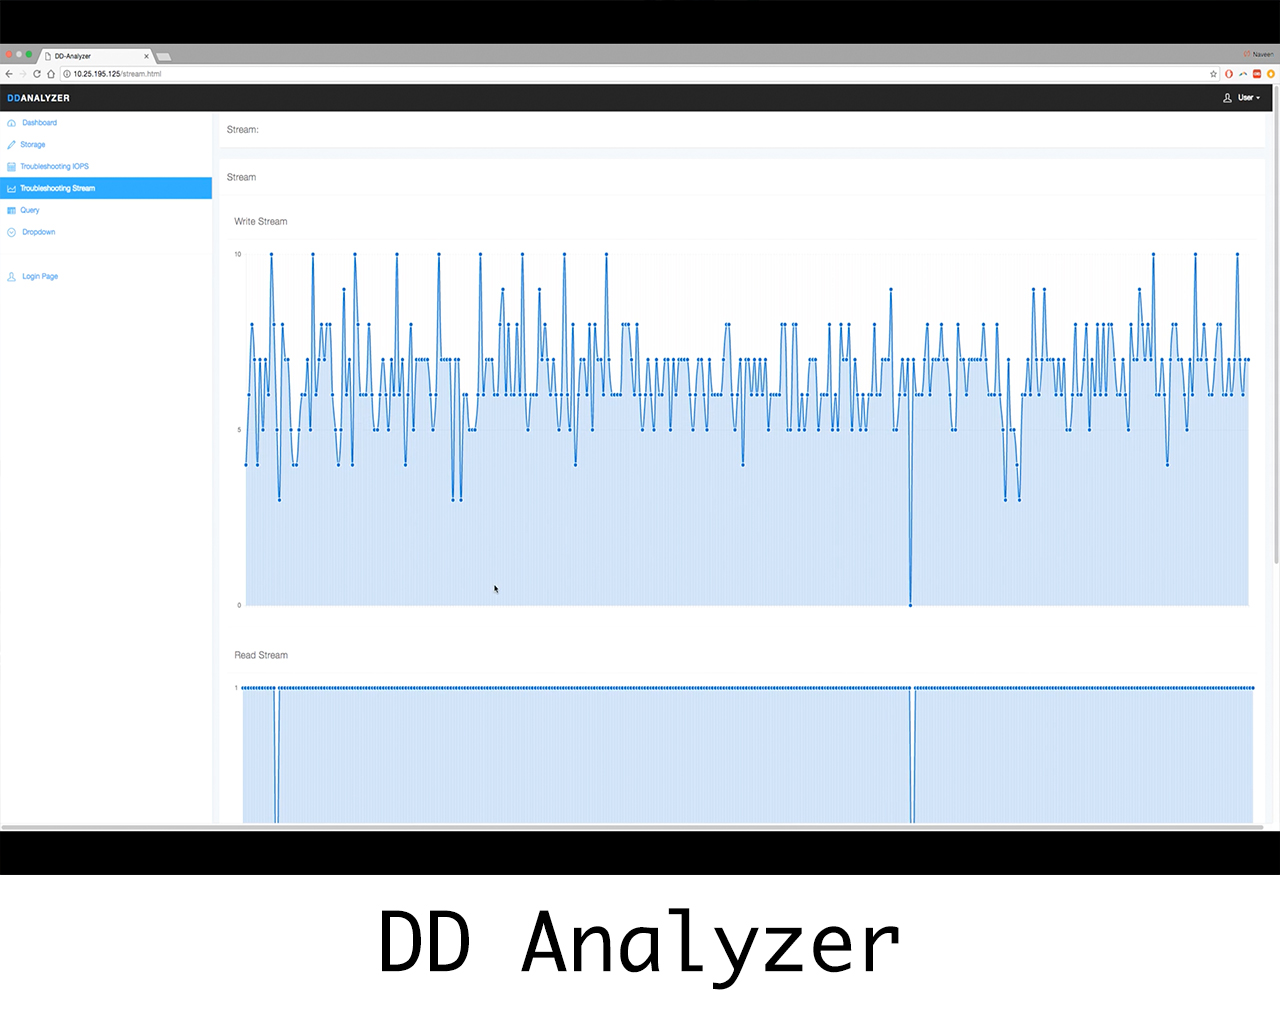 DD-Analyzer
Naveen
10.25.195.125/stream.html
DDANALYZER
User
Dashboard
Storage
Troubleshooting IOPS
Troubleshooting Stream
Query
Dropdown
Login Page
Stream:
Stream
Write Stream
10
5
0
Read Stream
1
DD Analyzer